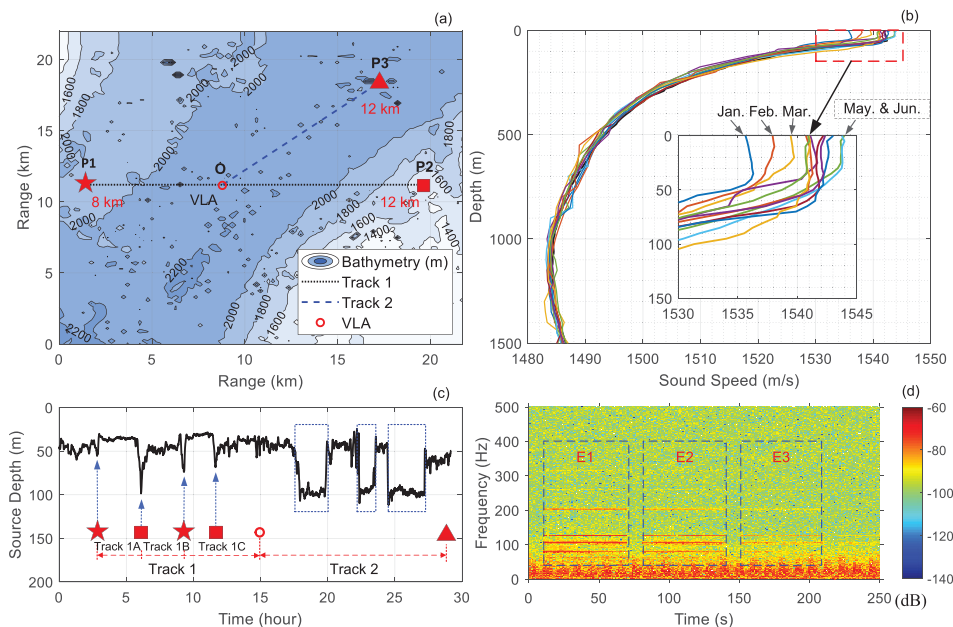 (a)
Range (km)
20
15
10
5
0
0
5
10
15
20
Range (km)
1600
1800
2000
2000
2000
2000
2000
2200
2200
2000
1800
1600
1400
1600
1400
1800
2000
P1
8 km
O
VLA
P3
12 km
P2
12 km
Bathymetry (m)
Track 1
Track 2
VLA
(b)
Depth (m)
0
500
1000
1500
1480
1490
1500
1510
1520
1530
1540
1550
Sound Speed (m/s)
Jan. Feb. Mar.
May. & Jun.
0
50
100
150
1530
1535
1540
1545
(c)
Source Depth (m)
0
50
100
150
200
0
5
10
15
20
25
30
Time (hour)
Track 1A
Track 1B
Track 1C
Track 1
Track 2
(d)
Frequency (Hz)
500
400
300
200
100
0
0
50
100
150
200
250
Time (s)
E1
E2
E3
-60
-80
-100
-120
-140
(dB)